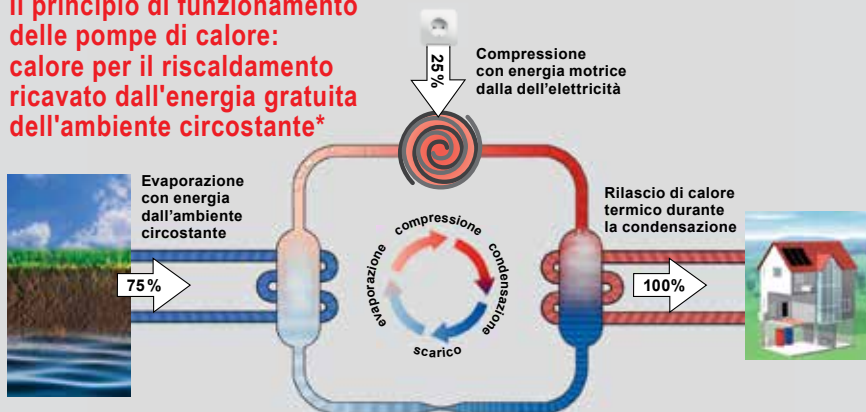 Il principio di funzionamento
delle pompe di calore:
calore per il riscaldamento
ricavato dall'energia gratuita
dell'ambiente circostante*
25%
Compressione
con energia motrice
dalla dell'elettricità
Evaporazione
con energia
dall'ambiente
circostante
75%
compressione
condensazione
scarico
evaporazione
Rilascio di calore
termico durante
la condensazione
100%